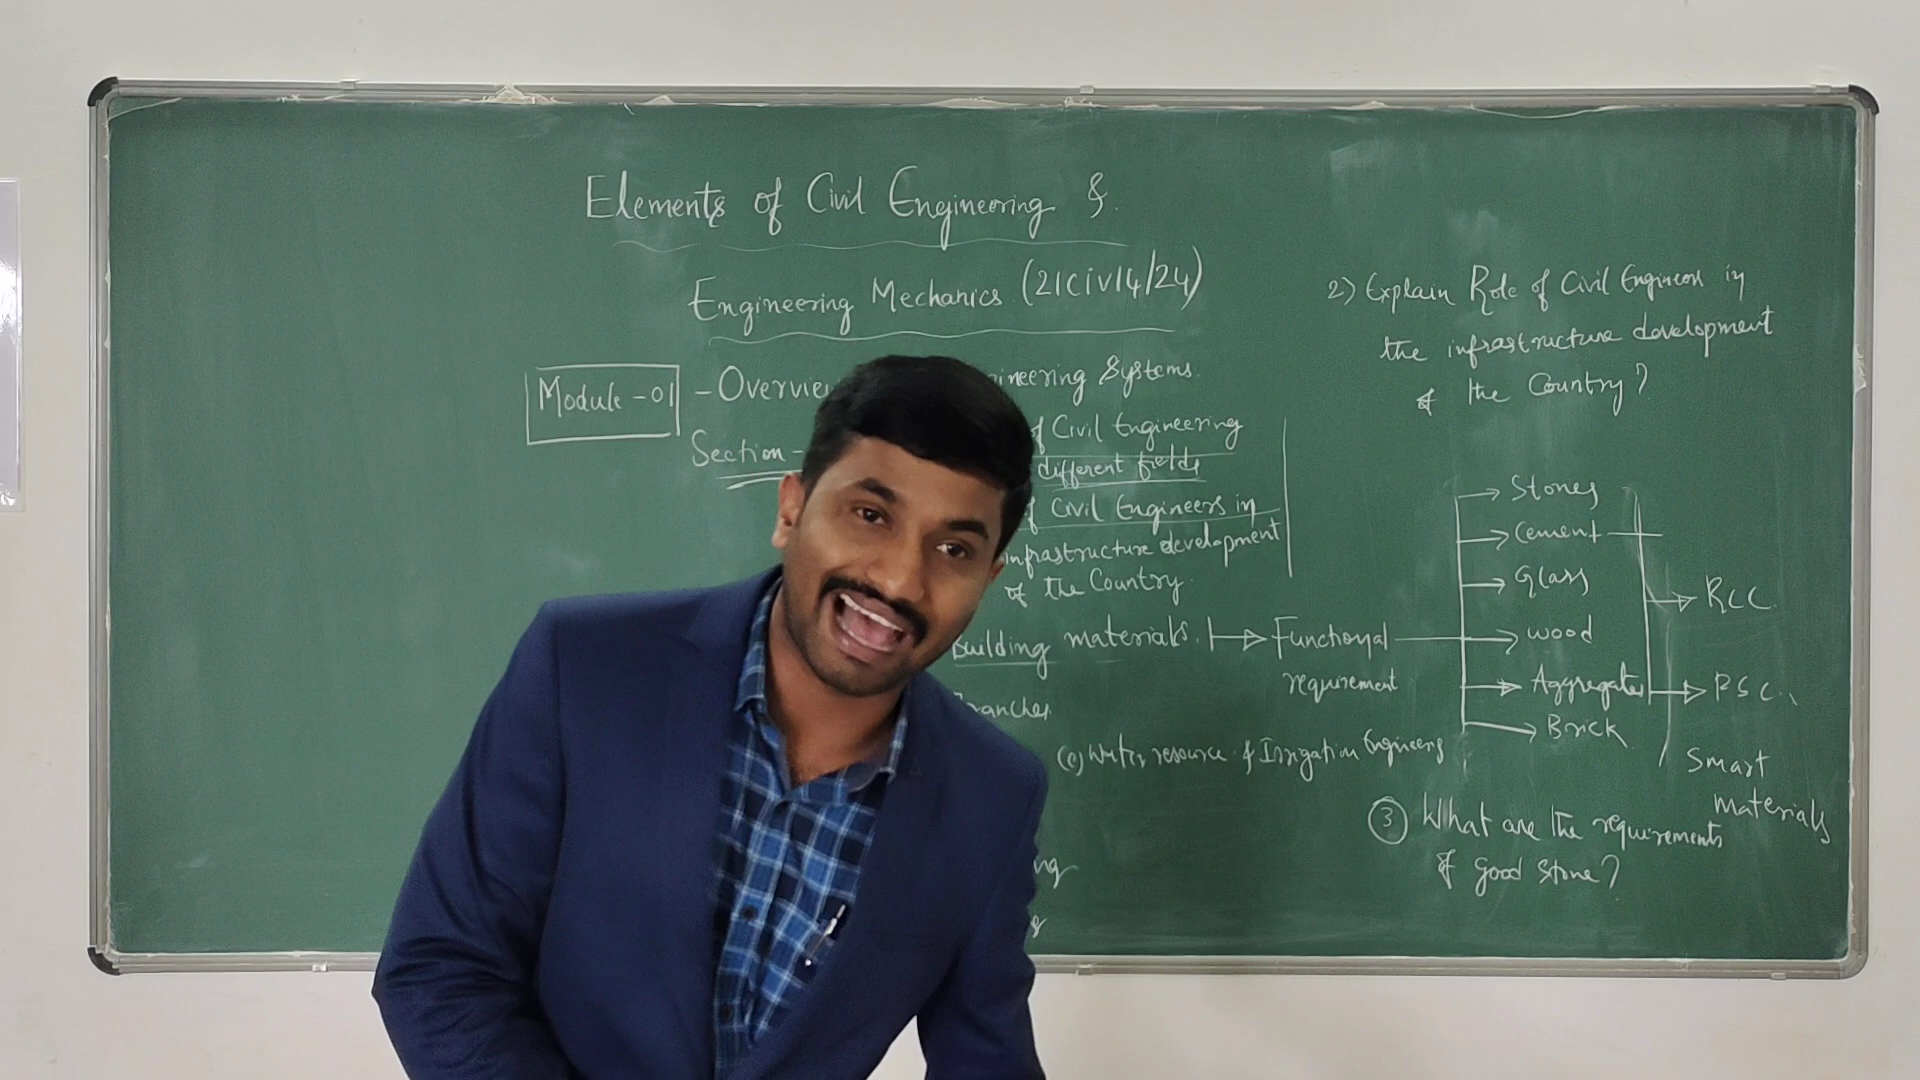 Elements of Civil Engineering &
Engineering Mechanics (21CIV14/24)
Module-01 - Overvie ineering Systems.
Section - of Civil Engineering
different fields
f Civil Engineers in
infrastructure development
of the Country.
Building materials. Functional
requirement
ranches
(e) Water resource & Irrigation Engineers
ng
g
2) Explain Role of Civil Engineers in
the infrastructure development
of the Country?
Stones
Cement
Glass
wood
Aggregates
Brick
RCC.
PSC.
Smart
materials
3 What are the requirements
of good stone?